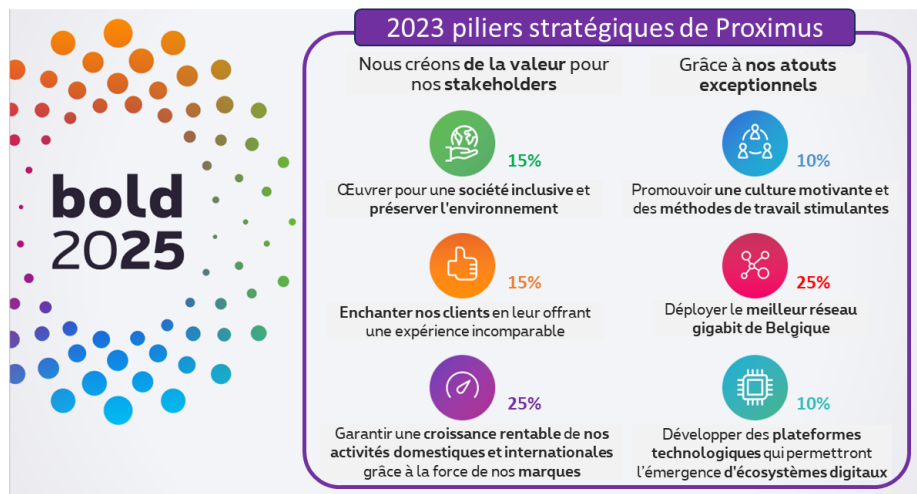 2023 piliers stratégiques de Proximus
bold
2025
Nous créons de la valeur pour
nos stakeholders
15%
Œuvrer pour une société inclusive et
préserver l'environnement
15%
Enchanter nos clients en leur offrant
une expérience incomparable
25%
Garantir une croissance rentable de nos
activités domestiques et internationales
grâce à la force de nos marques
Grâce à nos atouts
exceptionnels
10%
Promouvoir une culture motivante et
des méthodes de travail stimulantes
25%
Déployer le meilleur réseau
gigabit de Belgique
10%
Développer des plateformes
technologiques qui permettront
l’émergence d'écosystèmes digitaux